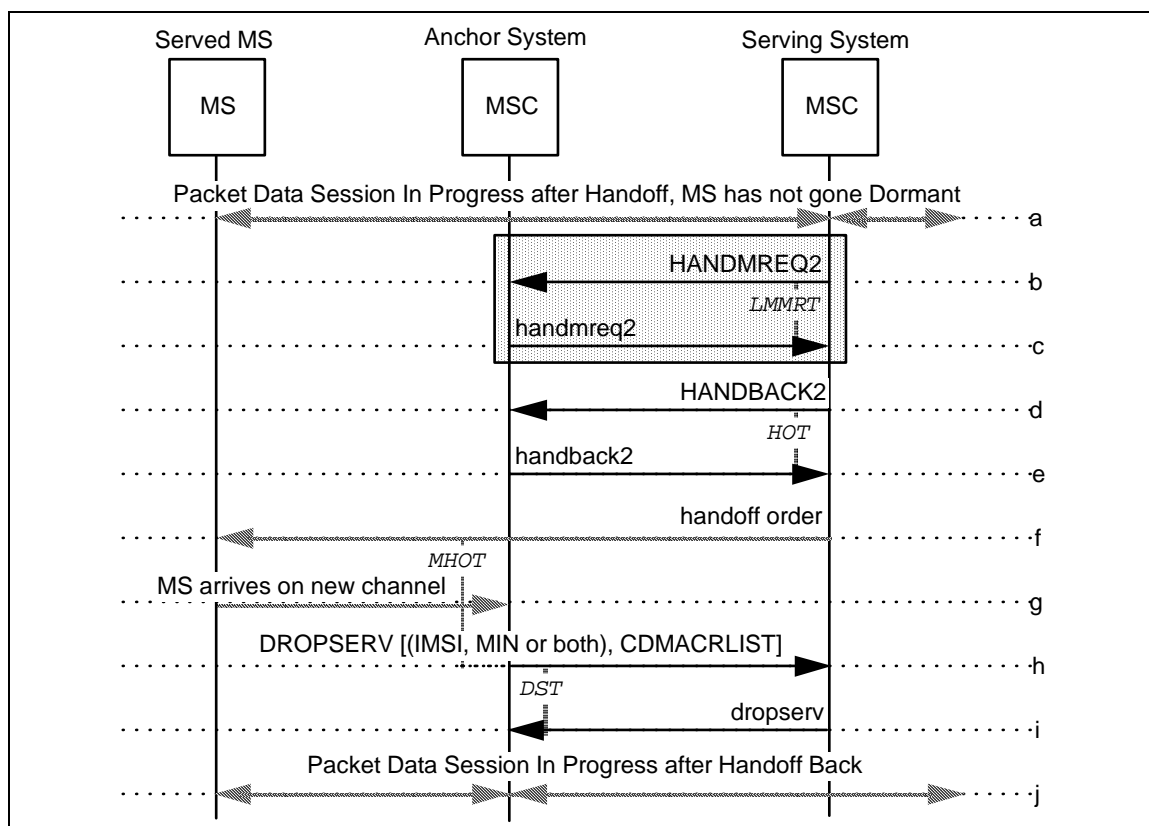 Served MS
Anchor System
Serving System
MS
MSC
MSC
Packet Data Session In Progress after Handoff, MS has not gone Dormant
a
HANDMREQ2
b
LMMRT
handmreq2
c
HANDBACK2
d
HOT
handback2
e
handoff order
f
MHOT
MS arrives on new channel
g
DROPSERV [(IMSI, MIN or both), CDMACRLIST]
h
DST
dropserv
i
Packet Data Session In Progress after Handoff Back
j